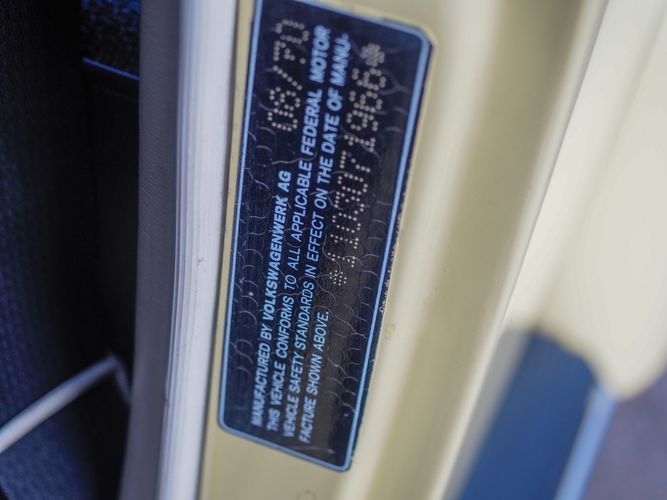 MANUFACTURED BY VOLKSWAGENWERK AG 08/70
THIS VEHICLE CONFORMS TO ALL APPLICABLE FEDERAL MOTOR
VEHICLE SAFETY STANDARDS IN EFFECT ON THE DATE OF MANU-
FACTURE SHOWN ABOVE.